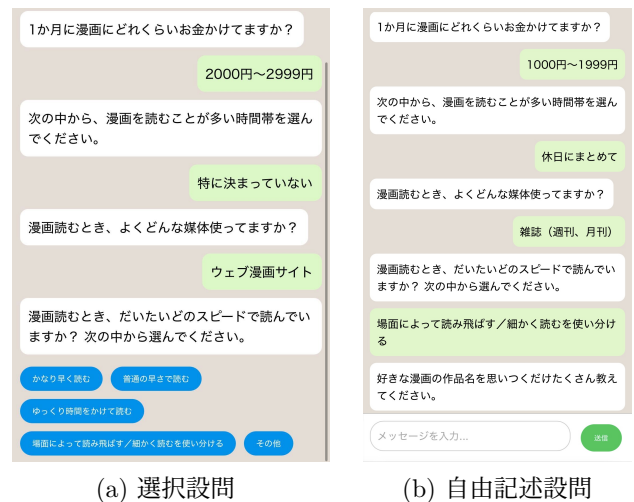 1か月に漫画にどれくらいお金かけてますか？
2000円〜2999円
次の中から、漫画を読むことが多い時間帯を選ん
でください。
特に決まっていない
漫画読むとき、よくどんな媒体使ってますか？
ウェブ漫画サイト
漫画読むとき、だいたいどのスピードで読んでい
ますか？ 次の中から選んでください。
かなり早く読む
普通の早さで読む
ゆっくり時間をかけて読む
場面によって読み飛ばす／細かく読むを使い分ける
その他
(a) 選択設問
1か月に漫画にどれくらいお金かけてますか？
1000円〜1999円
次の中から、漫画を読むことが多い時間帯を選ん
でください。
休日にまとめて
漫画読むとき、よくどんな媒体使ってますか？
雑誌（週刊、月刊）
漫画読むとき、だいたいどのスピードで読んでい
ますか？ 次の中から選んでください。
場面によって読み飛ばす／細かく読むを使い分け
る
好きな漫画の作品名を思いつくだけたくさん教え
てください。
メッセージを入力...
送信
(b) 自由記述設問